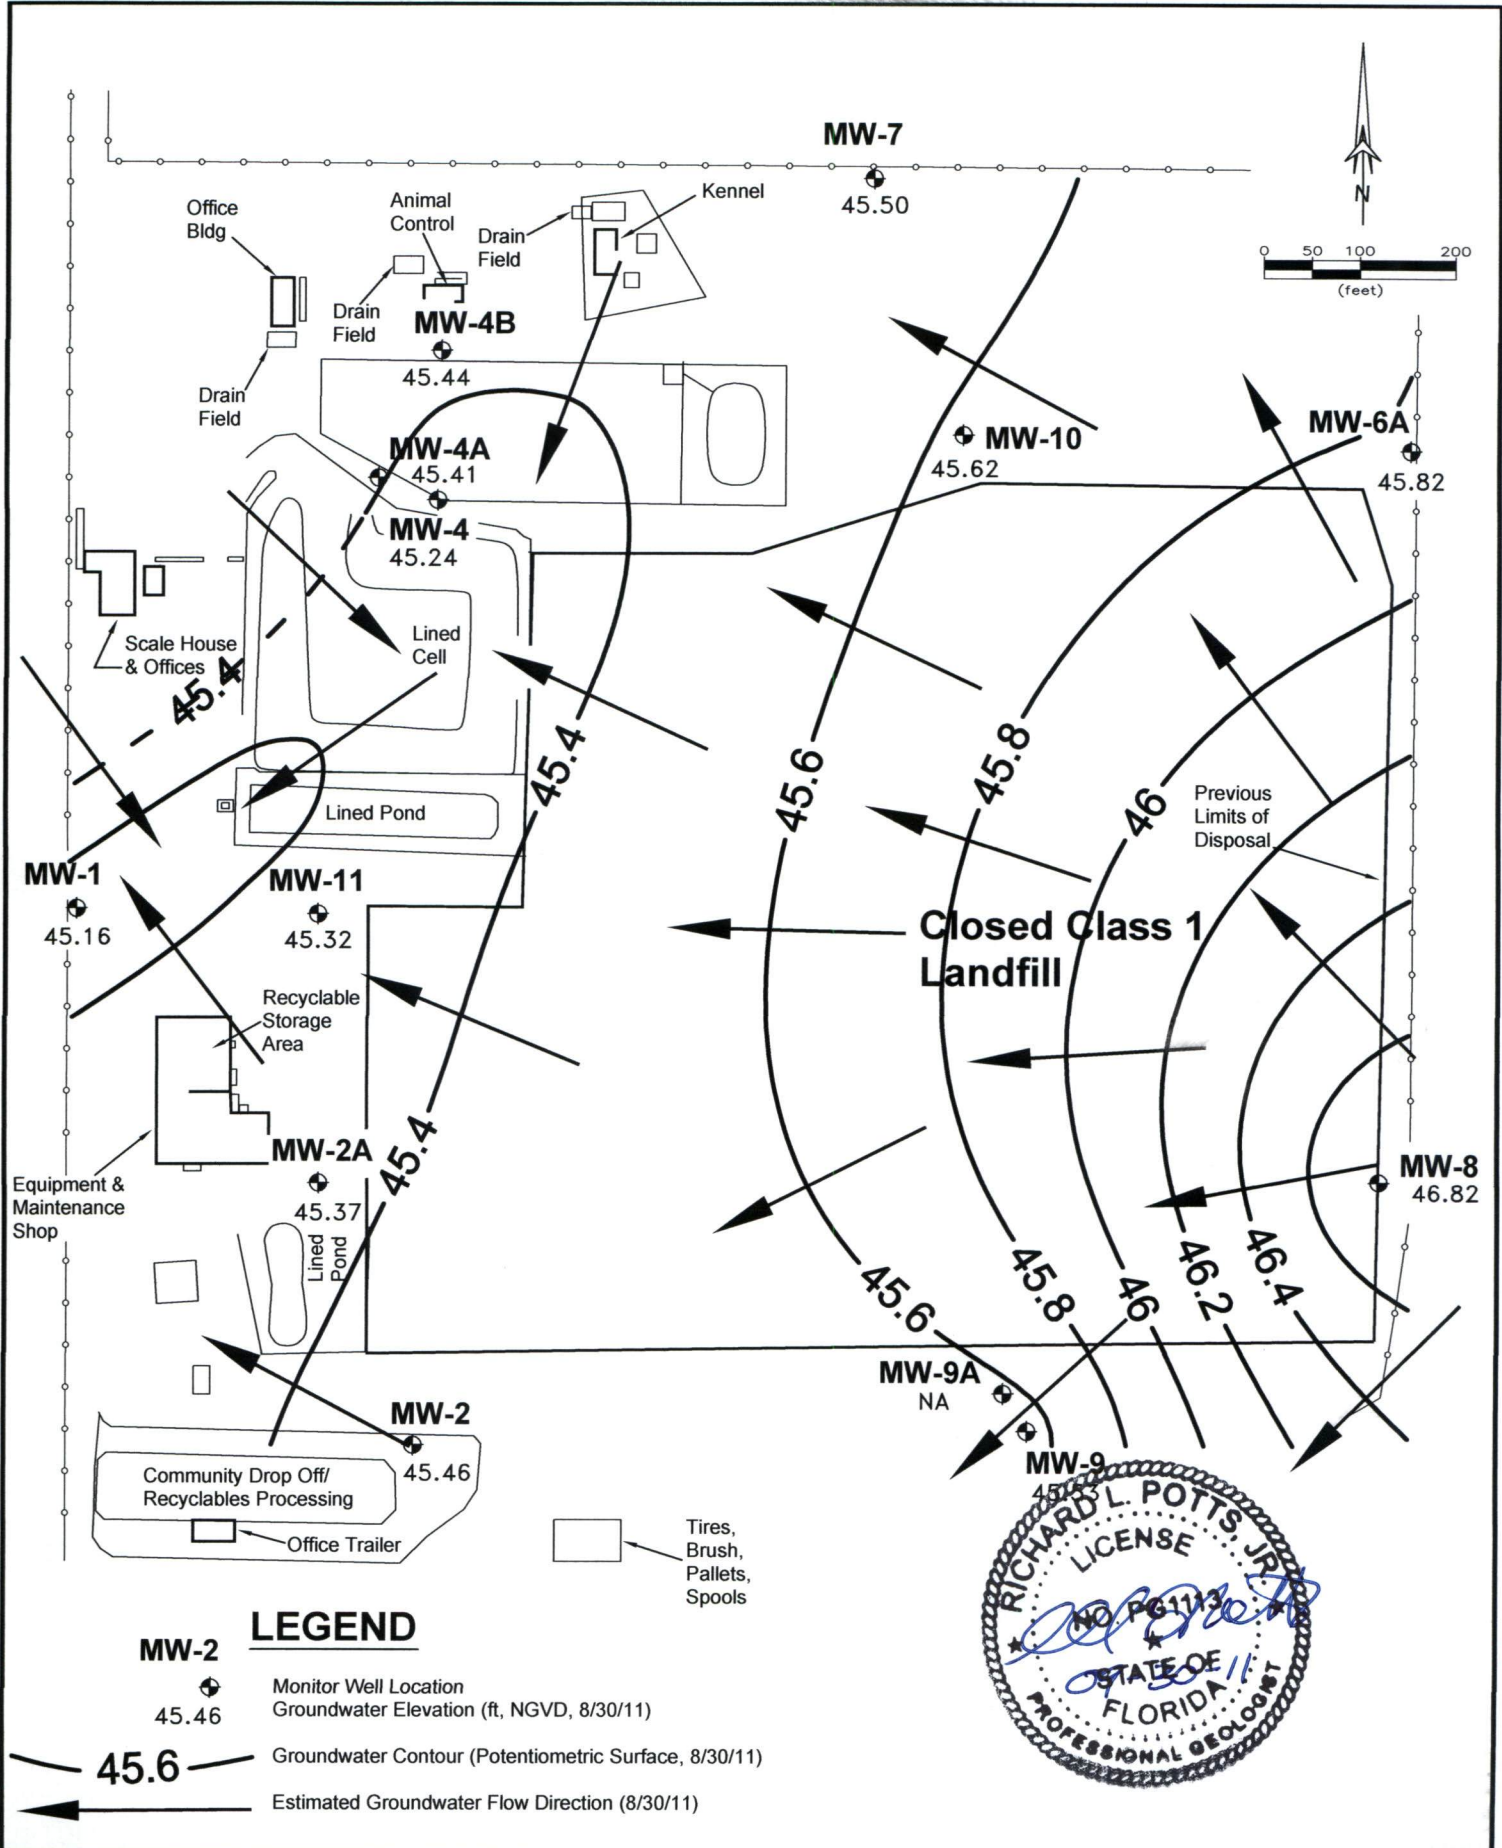 MW-7
45.50
N
0 50 100 200
(feet)
Office
Bldg
Animal
Control
Drain
Field
Kennel
Drain
Field
MW-4B
45.44
Drain
Field
MW-4A
45.41
MW-4
45.24
MW-10
45.62
MW-6A
45.82
Scale House
& Offices
45.4
Lined
Cell
45.4
45.6
45.8
46
Previous
Limits of
Disposal
Lined Pond
MW-1
45.16
MW-11
45.32
Closed Class 1
Landfill
Recyclable
Storage
Area
MW-2A
45.37
45.4
Equipment &
Maintenance
Shop
Lined
Pond
MW-8
46.82
45.6
45.8
46
46.2
46.4
MW-9A
NA
MW-9
MW-2
45.46
Community Drop Off/
Recyclables Processing
Office Trailer
Tires,
Brush,
Pallets,
Spools
RICHARD L. POTTS, JR.
LICENSE
NO. PG1113
STATE OF
FLORIDA
PROFESSIONAL GEOLOGIST
09-30-11
LEGEND
MW-2
45.46
Monitor Well Location
Groundwater Elevation (ft, NGVD, 8/30/11)
45.6
Groundwater Contour (Potentiometric Surface, 8/30/11)
Estimated Groundwater Flow Direction (8/30/11)